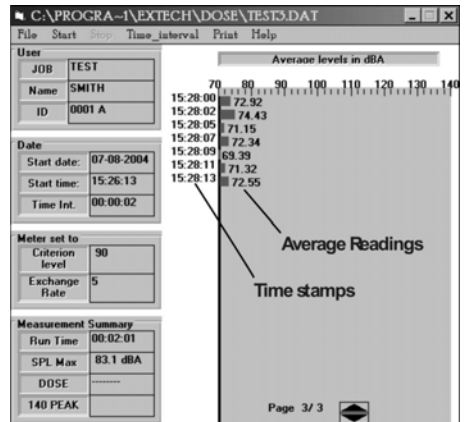 C:\PROGRA~1\EXTECH\DOSE\TEST3.DAT
File Start Stop Time_interval Print Help
User
JOB TEST
Name SMITH
ID 0001 A
Date
Start date: 07-08-2004
Start time: 15:26:13
Time Int. 00:00:02
Meter set to
Criterion level 90
Exchange Rate 5
Measurement Summary
Run Time 00:02:01
SPL Max 83.1 dBA
DOSE --------
140 PEAK
Average levels in dBA
70 80 90 100 110 120 130 140
15:28:00 72.92
15:28:02 74.43
15:28:05 71.15
15:28:07 72.34
15:28:09 69.39
15:28:11 71.32
15:28:13 72.55
Average Readings
Time stamps
Page 3/ 3